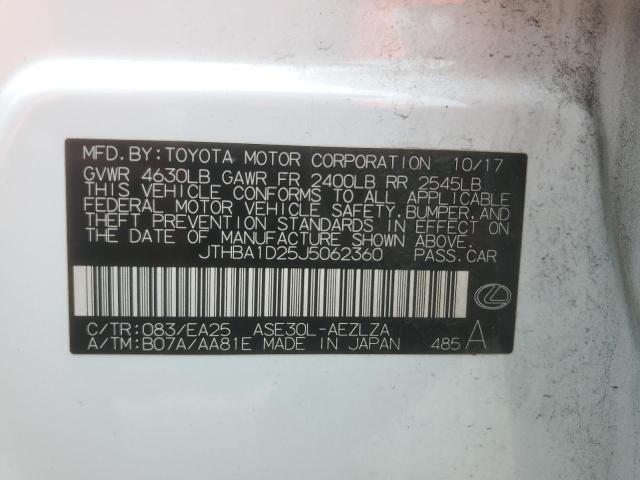 MFD.BY:TOYOTA MOTOR CORPORATION 10/17
GVWR 4630LB GAWR FR 2400LB RR 2545LB
THIS VEHICLE CONFORMS TO ALL APPLICABLE
FEDERAL MOTOR VEHICLE SAFETY,BUMPER,AND
THEFT PREVENTION STANDARDS IN EFFECT ON
THE DATE OF MANUFACTURE SHOWN ABOVE.
JTHBA1D25J5062360 PASS.CAR
C/TR:083/EA25 ASE30L-AEZLZA
A/TM:B07A/AA81E MADE IN JAPAN 485 A